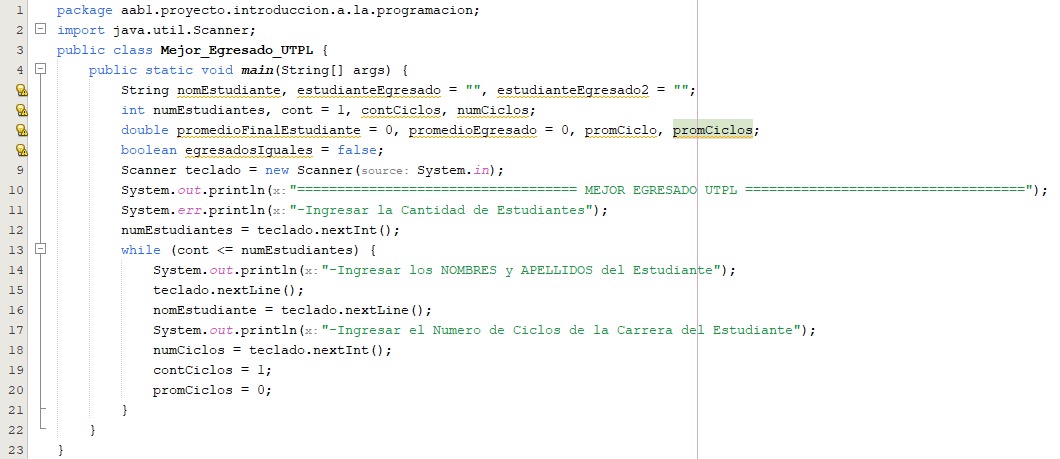 1 package aab1.proyecto.introduccion.a.la.programacion;
2 import java.util.Scanner;
3 public class Mejor_Egresado_UTPL {
4 public static void main(String[] args) {
String nomEstudiante, estudianteEgresado = "", estudianteEgresado2 = "";
int numEstudiantes, cont = 1, contCiclos, numCiclos;
double promedioFinalEstudiante = 0, promedioEgresado = 0, promCiclo, promCiclos;
boolean egresadosIguales = false;
9 Scanner teclado = new Scanner(source: System.in);
10 System.out.println(x: "=================================== MEJOR EGRESADO UTPL ===================================");
11 System.err.println(x: "-Ingresar la Cantidad de Estudiantes");
12 numEstudiantes = teclado.nextInt();
13 while (cont <= numEstudiantes) {
14 System.out.println(x: "-Ingresar los NOMBRES y APELLIDOS del Estudiante");
15 teclado.nextLine();
16 nomEstudiante = teclado.nextLine();
17 System.out.println(x: "-Ingresar el Numero de Ciclos de la Carrera del Estudiante");
18 numCiclos = teclado.nextInt();
19 contCiclos = 1;
20 promCiclos = 0;
21 }
22 }
23 }